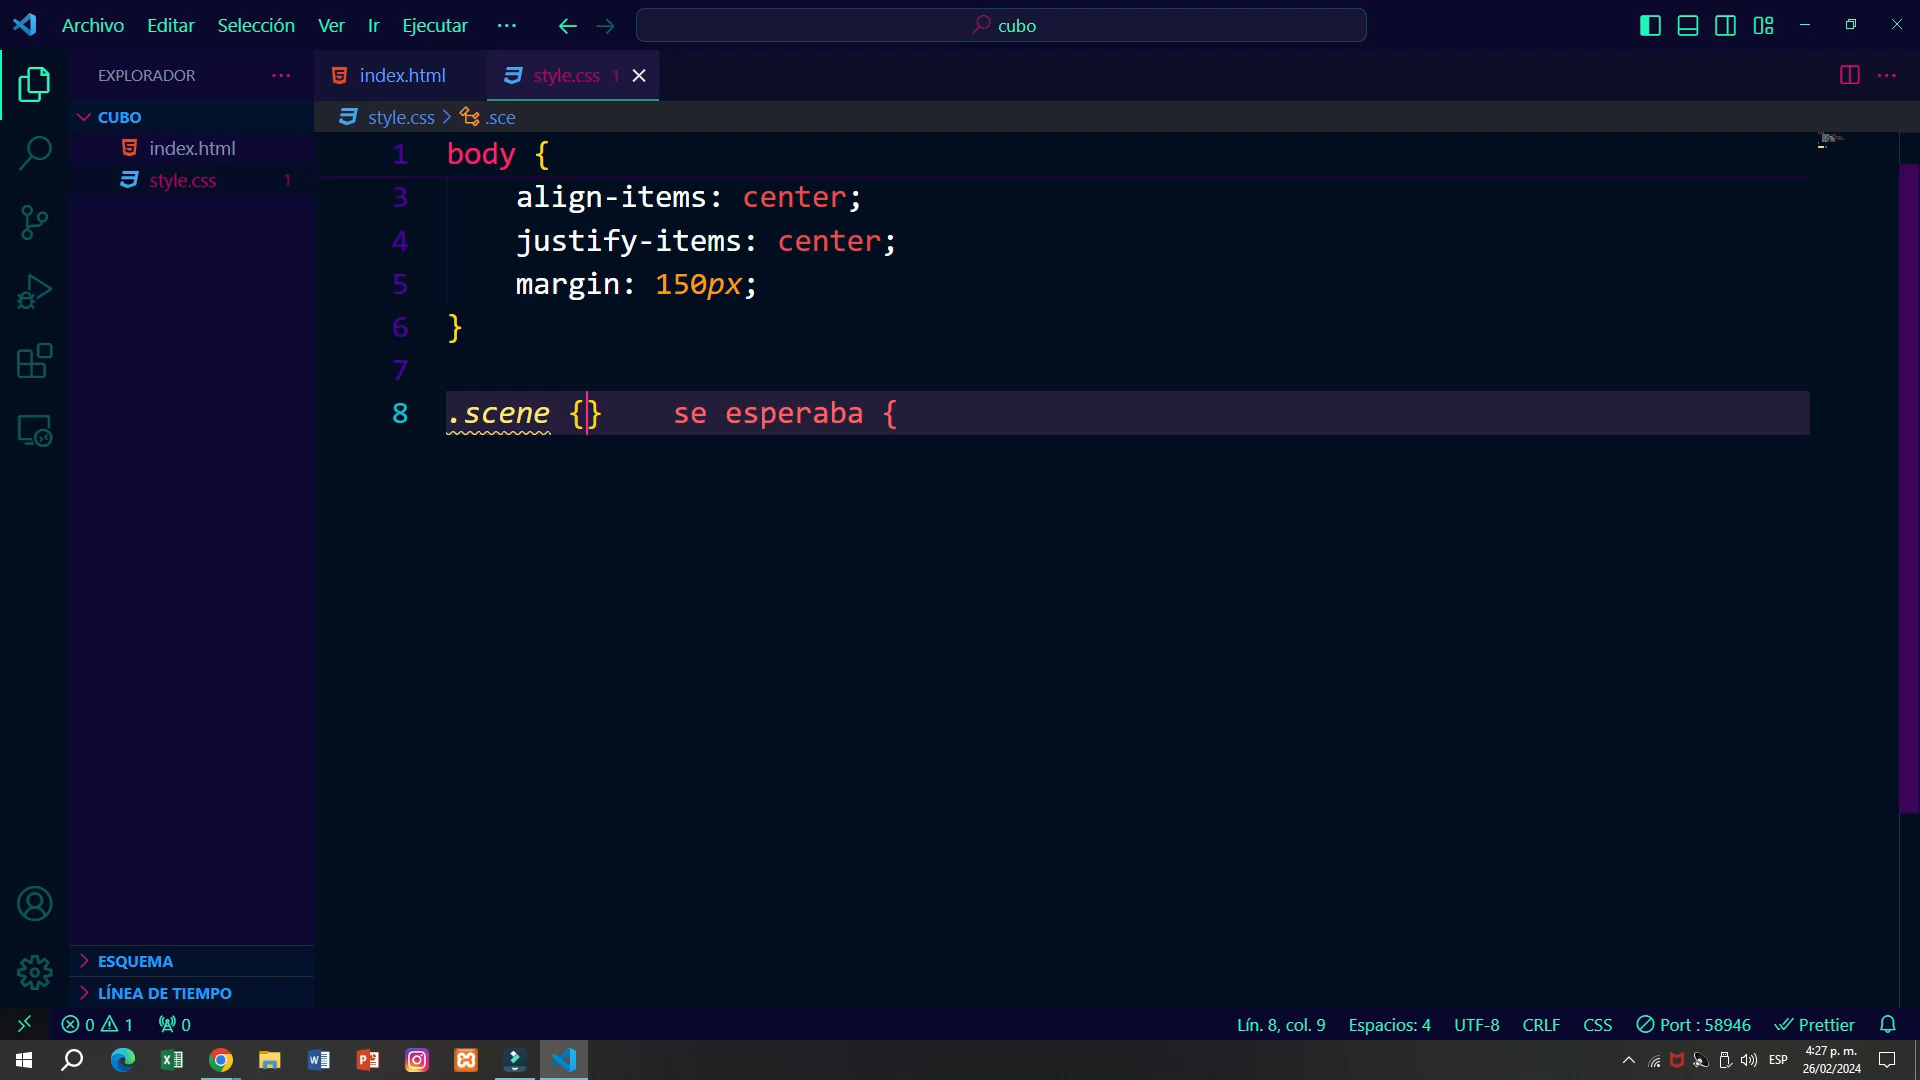 Archivo Editar Selección Ver Ir Ejecutar ··· cubo
EXPLORADOR ··· index.html style.css 1
CUBO style.css > .sce
index.html
style.css 1
1 body {
3 align-items: center;
4 justify-items: center;
5 margin: 150px;
6 }
7
8 .scene {} se esperaba {
ESQUEMA
LÍNEA DE TIEMPO
0 1 0 Lín. 8, col. 9 Espacios: 4 UTF-8 CRLF CSS Port : 58946 Prettier
ESP 4:27 p. m.
26/02/2024